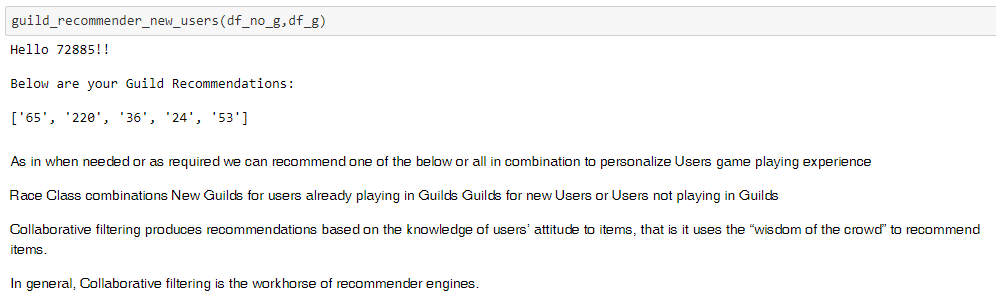 guild_recommender_new_users(df_no_g,df_g)
Hello 72885!!
Below are your Guild Recommendations:
['65', '220', '36', '24', '53']
As in when needed or as required we can recommend one of the below or all in combination to personalize Users game playing experience
Race Class combinations New Guilds for users already playing in Guilds Guilds for new Users or Users not playing in Guilds
Collaborative filtering produces recommendations based on the knowledge of users’ attitude to items, that is it uses the “wisdom of the crowd” to recommend
items.
In general, Collaborative filtering is the workhorse of recommender engines.